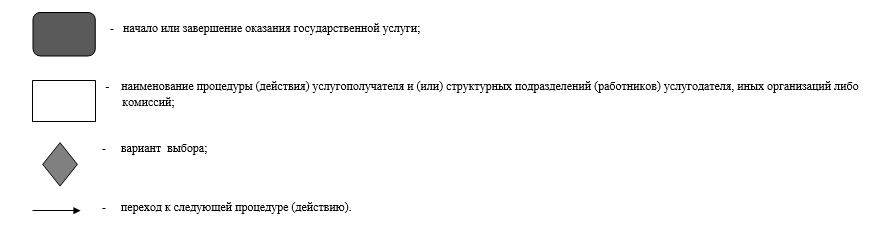 - начало или завершение оказания государственной услуги;
- наименование процедуры (действия) услугополучателя и (или) структурных подразделений (работников) услугодателя, иных организаций либо
комиссий;
- вариант выбора;
- переход к следующей процедуре (действию).